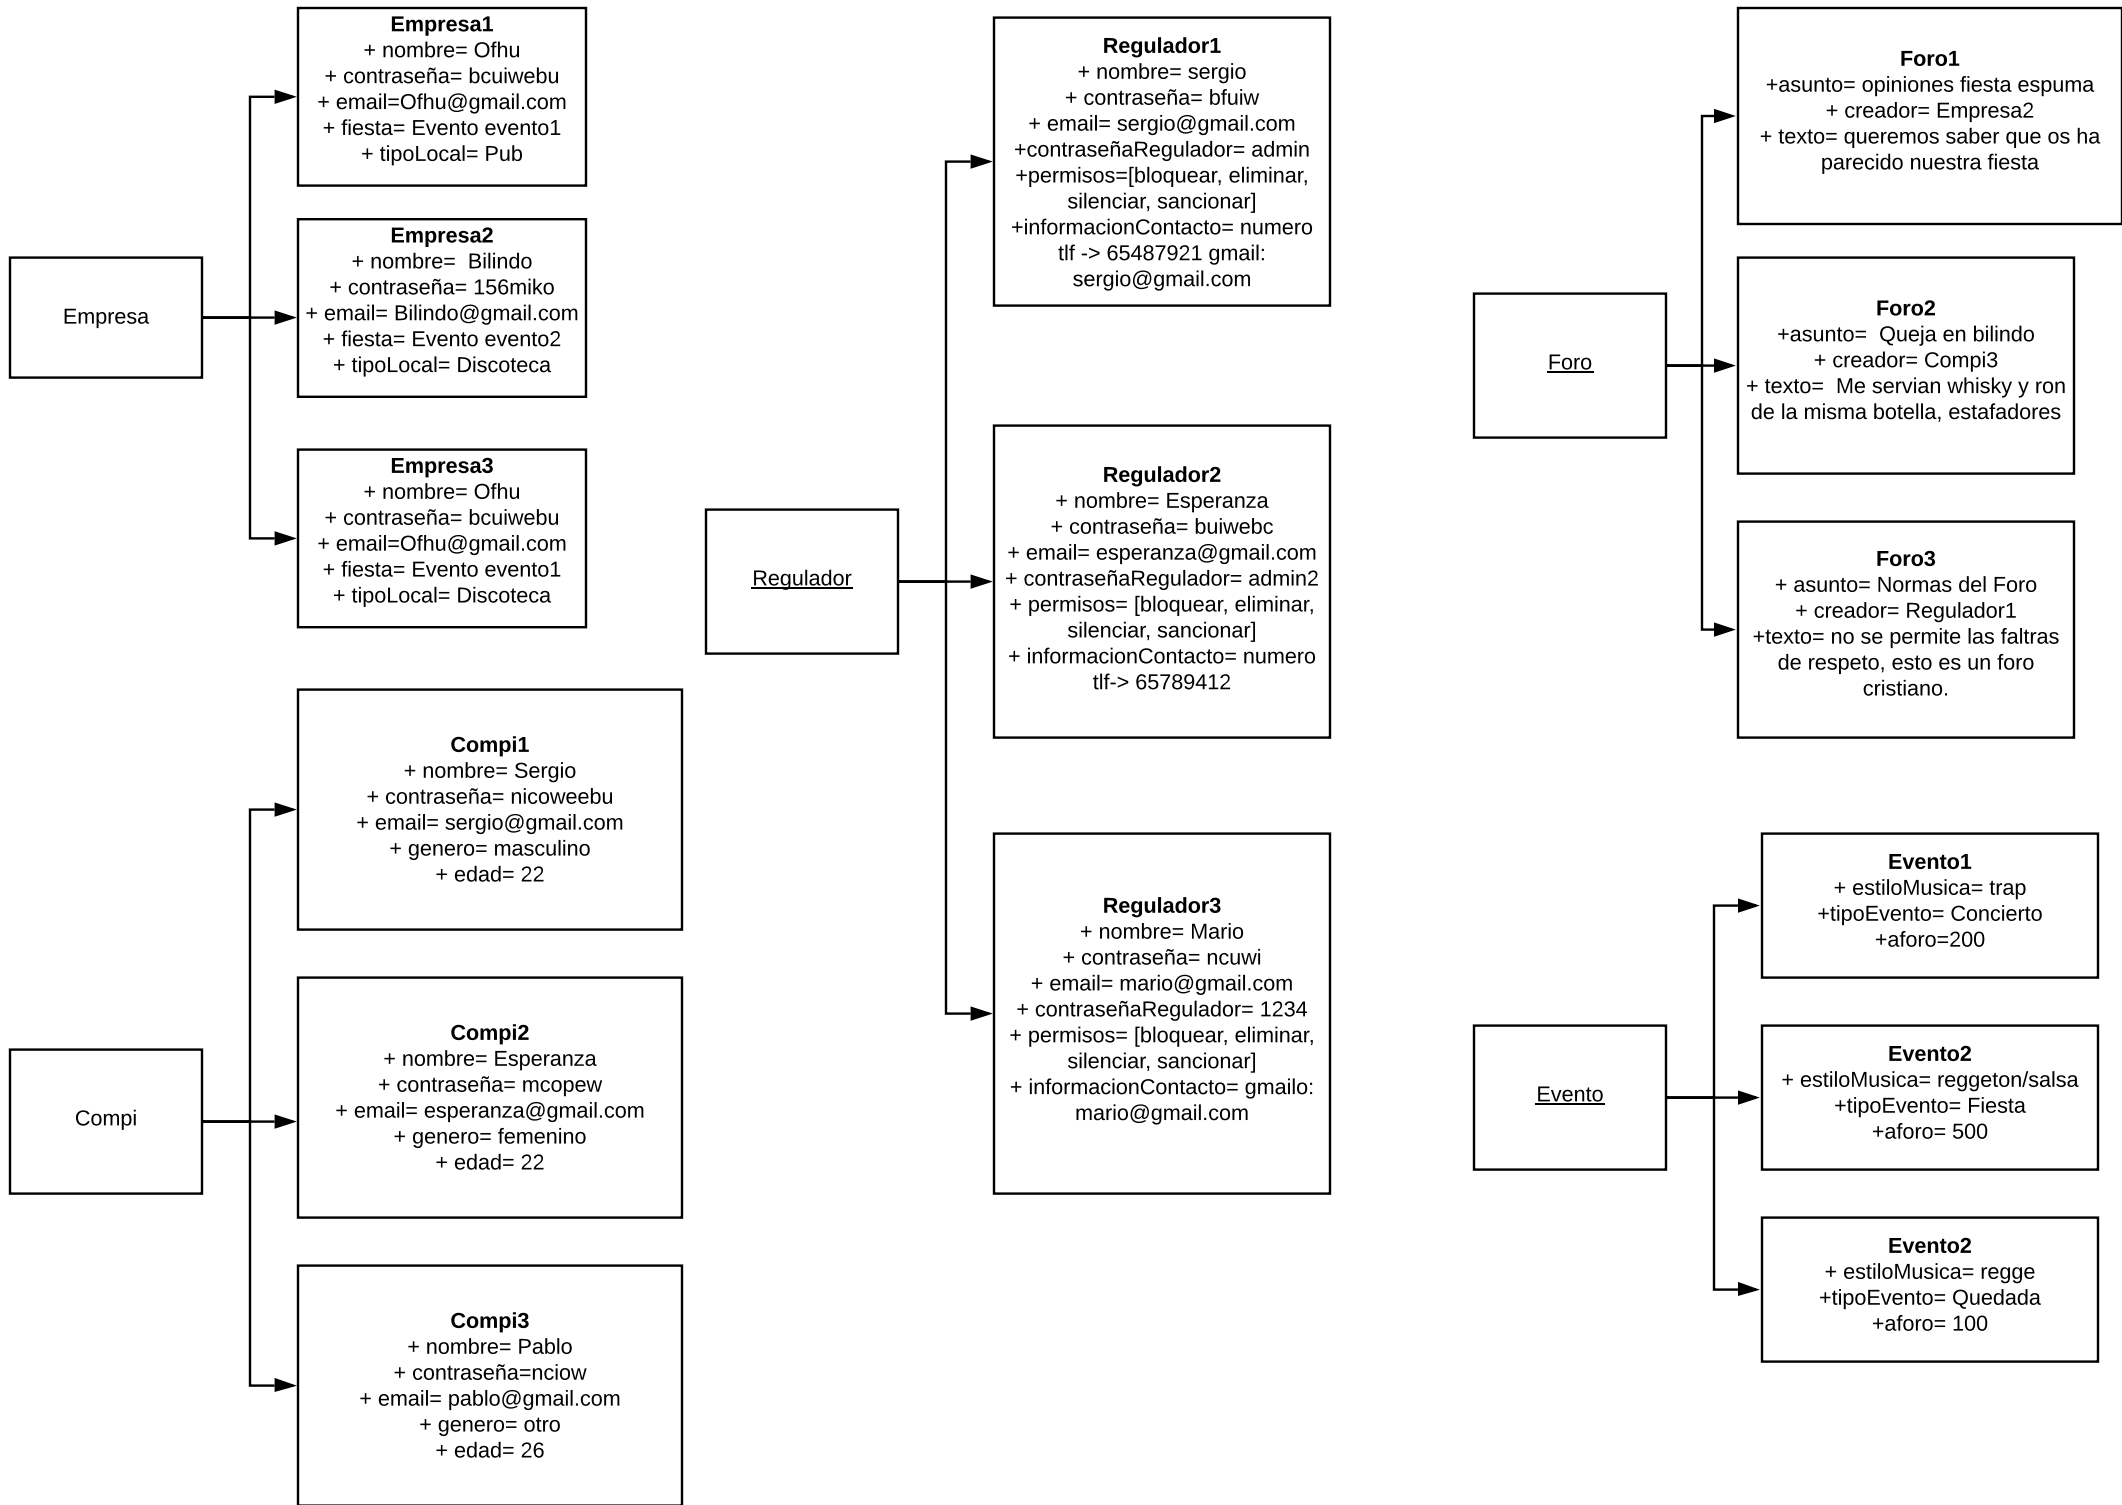 Empresa
Empresa1
+ nombre= Ofhu
+ contraseña= bcuiwebu
+ email=Ofhu@gmail.com
+ fiesta= Evento evento1
+ tipoLocal= Pub
Empresa2
+ nombre=  Bilindo
+ contraseña= 156miko
+ email= Bilindo@gmail.com
+ fiesta= Evento evento2
+ tipoLocal= Discoteca
Empresa3
+ nombre= Ofhu
+ contraseña= bcuiwebu
+ email=Ofhu@gmail.com
+ fiesta= Evento evento1
+ tipoLocal= Discoteca
Compi
Compi1
+ nombre= Sergio
+ contraseña= nicoweebu
+ email= sergio@gmail.com
+ genero= masculino
+ edad= 22
Compi2
+ nombre= Esperanza
+ contraseña= mcopew
+ email= esperanza@gmail.com
+ genero= femenino
+ edad= 22
Compi3
+ nombre= Pablo
+ contraseña=nciow
+ email= pablo@gmail.com
+ genero= otro
+ edad= 26
Regulador
Regulador1
+ nombre= sergio
+ contraseña= bfuiw
+ email= sergio@gmail.com
+contraseñaRegulador= admin
+permisos=[bloquear, eliminar,
silenciar, sancionar]
+informacionContacto= numero
tlf -> 65487921 gmail:
sergio@gmail.com
Regulador2
+ nombre= Esperanza
+ contraseña= buiwebc
+ email= esperanza@gmail.com
+ contraseñaRegulador= admin2
+ permisos= [bloquear, eliminar,
silenciar, sancionar]
+ informacionContacto= numero
tlf-> 65789412
Regulador3
+ nombre= Mario
+ contraseña= ncuwi
+ email= mario@gmail.com
+ contraseñaRegulador= 1234
+ permisos= [bloquear, eliminar,
silenciar, sancionar]
+ informacionContacto= gmailo:
mario@gmail.com
Foro
Foro1
+asunto= opiniones fiesta espuma
+ creador= Empresa2
+ texto= queremos saber que os ha
parecido nuestra fiesta
Foro2
+asunto=  Queja en bilindo
+ creador= Compi3
+ texto=  Me servian whisky y ron
de la misma botella, estafadores
Foro3
+ asunto= Normas del Foro
+ creador= Regulador1
+texto= no se permite las faltras
de respeto, esto es un foro
cristiano.
Evento
Evento1
+ estiloMusica= trap
+tipoEvento= Concierto
+aforo=200
Evento2
+ estiloMusica= reggeton/salsa
+tipoEvento= Fiesta
+aforo= 500
Evento2
+ estiloMusica= regge
+tipoEvento= Quedada
+aforo= 100